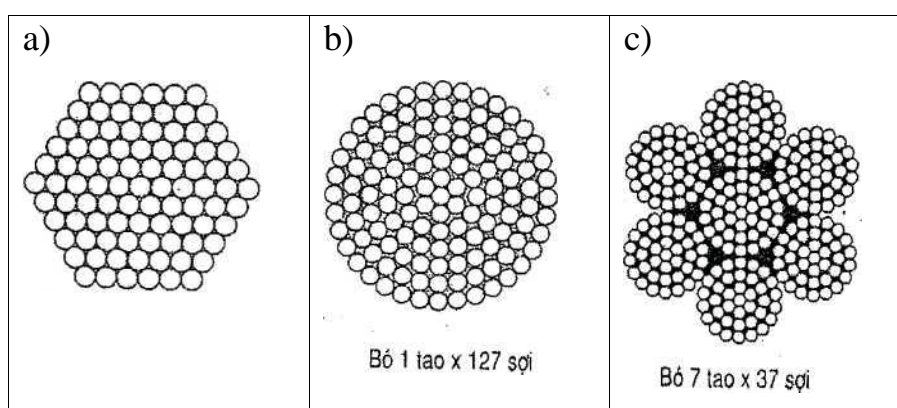 a)
b)
c)
Bó 1 tao x 127 sợi
Bó 7 tao x 37 sợi